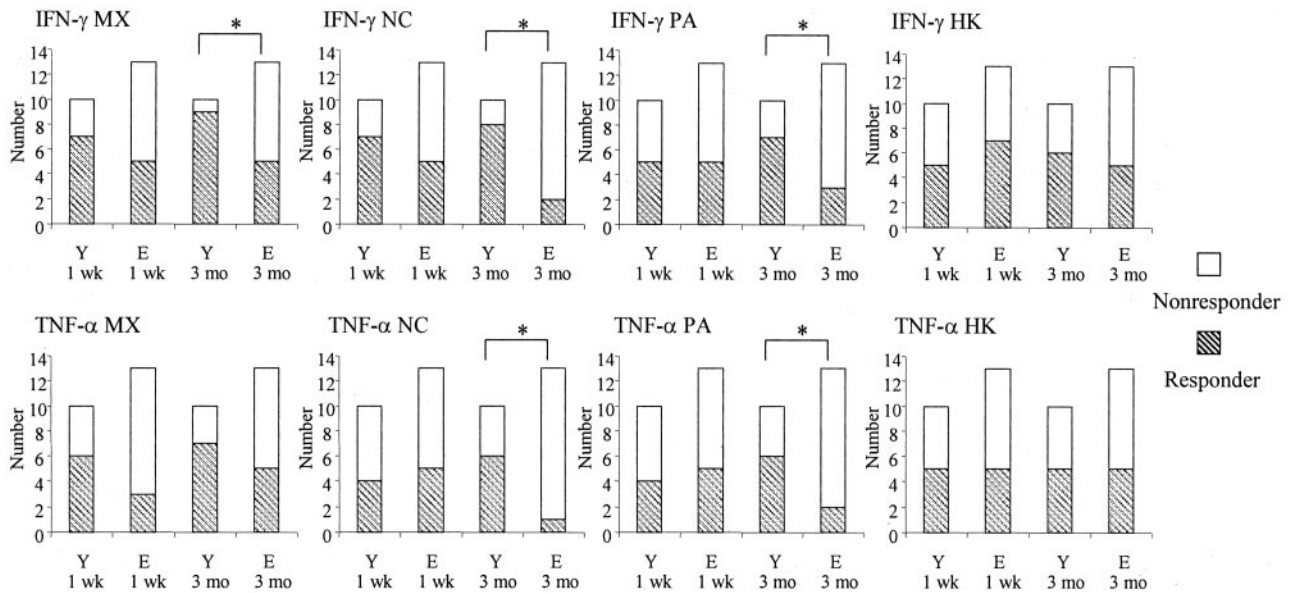 IFN-γ MX
*
Number
14
12
10
8
6
4
2
0
Y E Y E
1 wk 1 wk 3 mo 3 mo
IFN-γ NC
*
Number
14
12
10
8
6
4
2
0
Y E Y E
1 wk 1 wk 3 mo 3 mo
IFN-γ PA
*
Number
14
12
10
8
6
4
2
0
Y E Y E
1 wk 1 wk 3 mo 3 mo
IFN-γ HK
Number
14
12
10
8
6
4
2
0
Y E Y E
1 wk 1 wk 3 mo 3 mo
Nonresponder
Responder
TNF-α MX
Number
14
12
10
8
6
4
2
0
Y E Y E
1 wk 1 wk 3 mo 3 mo
TNF-α NC
*
Number
14
12
10
8
6
4
2
0
Y E Y E
1 wk 1 wk 3 mo 3 mo
TNF-α PA
*
Number
14
12
10
8
6
4
2
0
Y E Y E
1 wk 1 wk 3 mo 3 mo
TNF-α HK
Number
14
12
10
8
6
4
2
0
Y E Y E
1 wk 1 wk 3 mo 3 mo